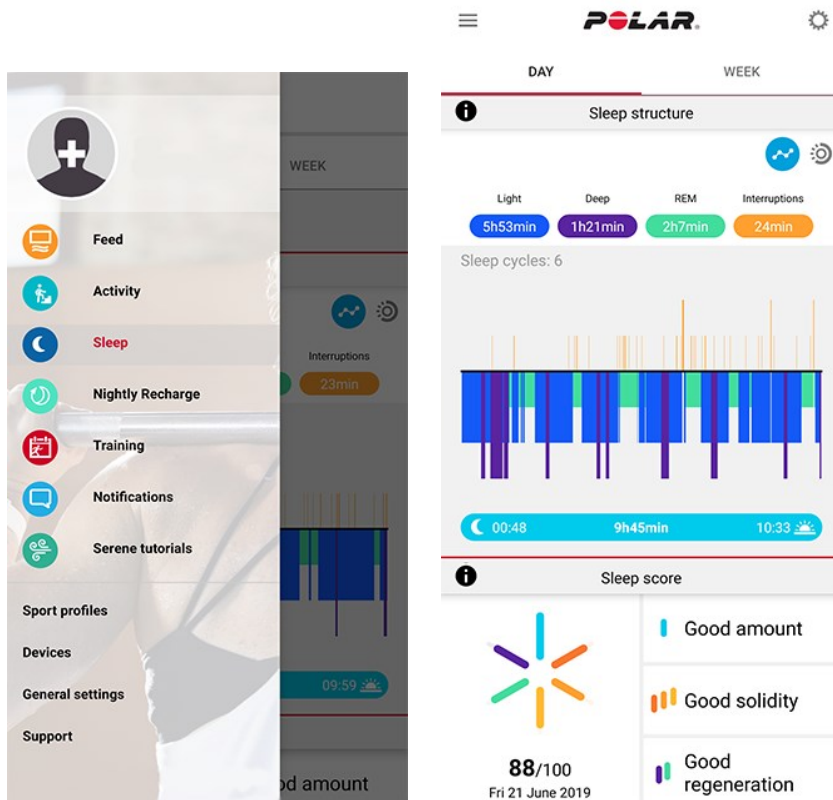 WEEK
Feed
Activity
Sleep
Interruptions
23min
Nightly Recharge
Training
Notifications
Serene tutorials
Sport profiles
Devices
General settings
09:59
Support
od amount
POLAR
DAY WEEK
Sleep structure
Light Deep REM Interruptions
5h53min 1h21min 2h7min 24min
Sleep cycles: 6
00:48 9h45min 10:33
Sleep score
Good amount
Good solidity
88/100
Fri 21 June 2019
Good
regeneration